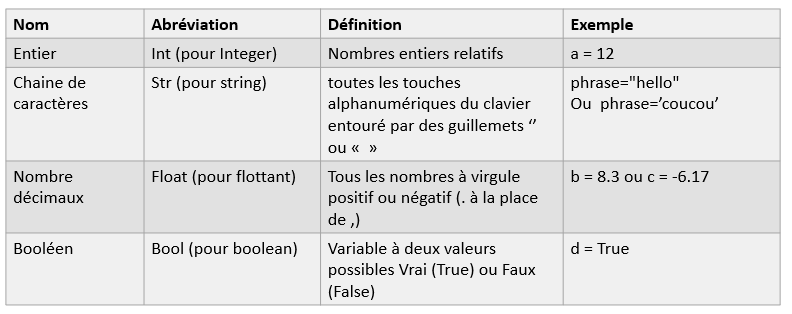 Nom Abréviation Définition Exemple
Entier Int (pour Integer) Nombres entiers relatifs a = 12
Chaine de caractères Str (pour string) toutes les touches
alphanumériques du clavier
entouré par des guillemets ‘’
ou «  » phrase="hello"
Ou  phrase=’coucou’
Nombre
décimaux Float (pour flottant) Tous les nombres à virgule
positif ou négatif (. à la place
de ,) b = 8.3 ou c = -6.17
Booléen Bool (pour boolean) Variable à deux valeurs
possibles Vrai (True) ou Faux
(False) d = True